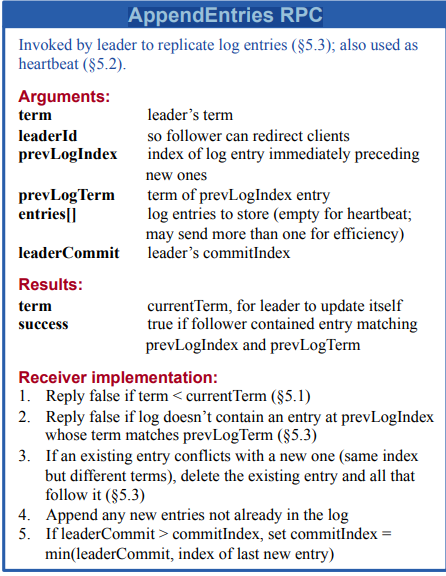 AppendEntries RPC
Invoked by leader to replicate log entries (§5.3); also used as
heartbeat (§5.2).
Arguments:
term leader's term
leaderId so follower can redirect clients
prevLogIndex index of log entry immediately preceding
new ones
prevLogTerm term of prevLogIndex entry
entries[] log entries to store (empty for heartbeat;
may send more than one for efficiency)
leaderCommit leader's commitIndex
Results:
term currentTerm, for leader to update itself
success true if follower contained entry matching
prevLogIndex and prevLogTerm
Receiver implementation:
1. Reply false if term < currentTerm (§5.1)
2. Reply false if log doesn't contain an entry at prevLogIndex
whose term matches prevLogTerm (§5.3)
3. If an existing entry conflicts with a new one (same index
but different terms), delete the existing entry and all that
follow it (§5.3)
4. Append any new entries not already in the log
5. If leaderCommit > commitIndex, set commitIndex =
min(leaderCommit, index of last new entry)